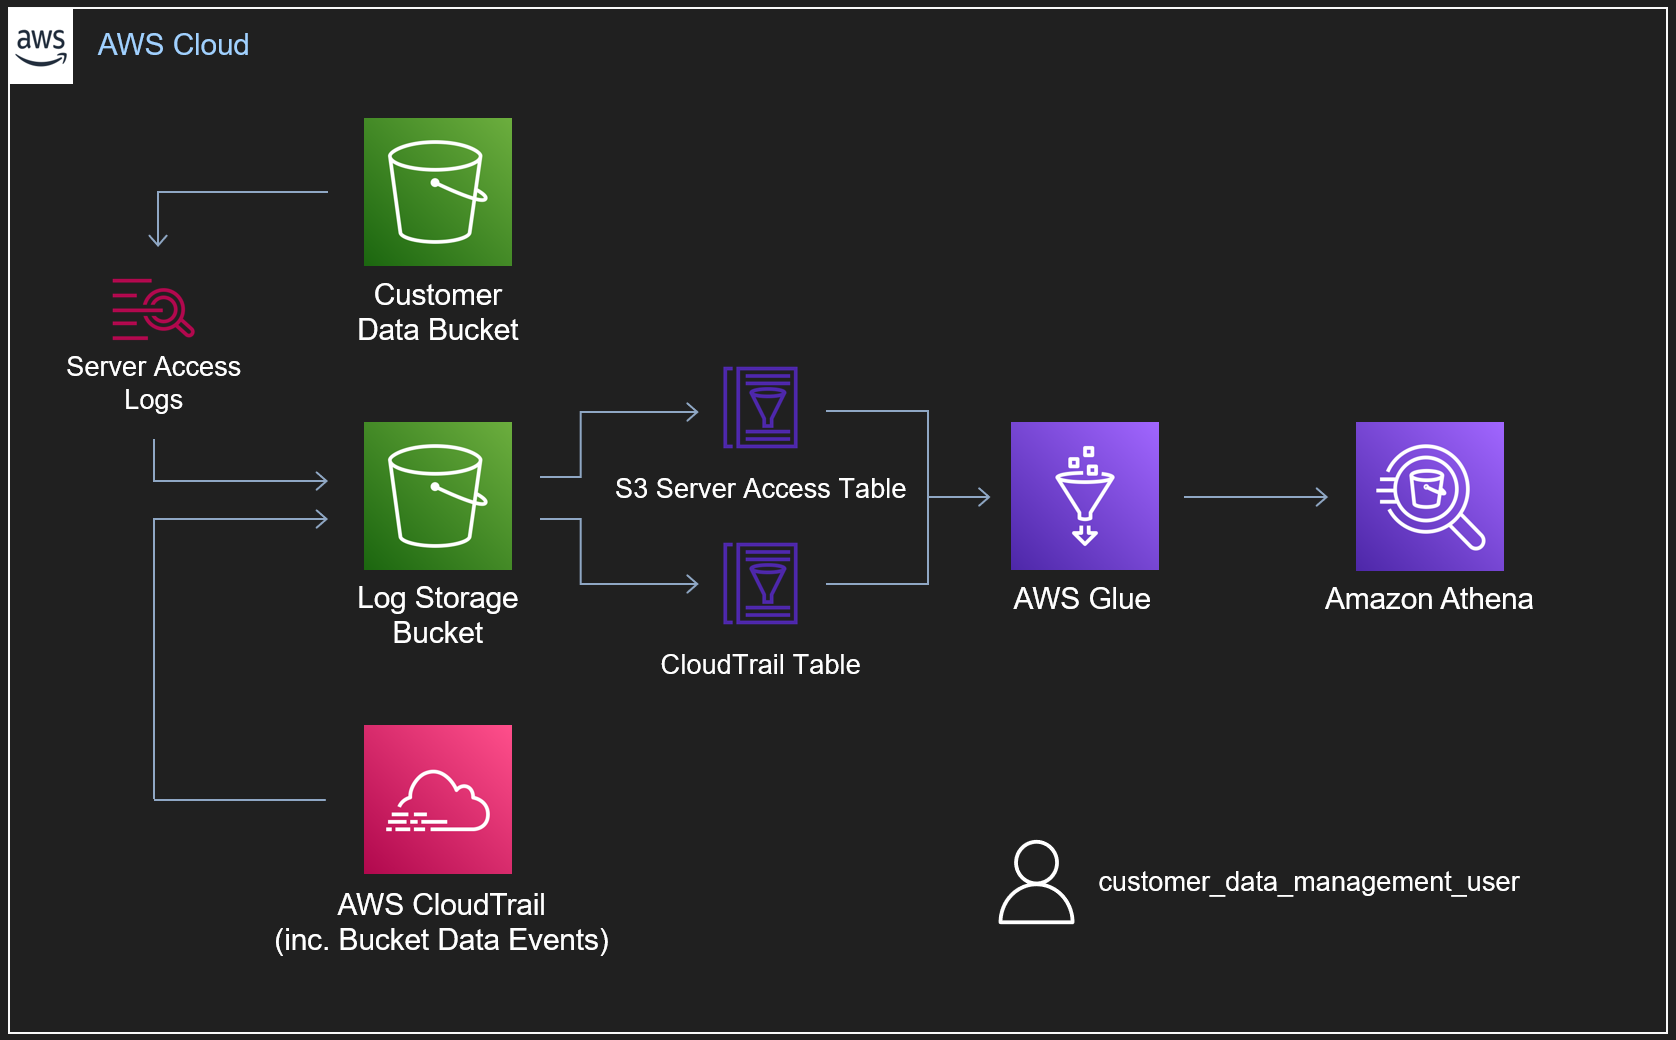 aws
AWS Cloud
Customer
Data Bucket
Server Access
Logs
Log Storage
Bucket
S3 Server Access Table
CloudTrail Table
AWS Glue
Amazon Athena
AWS CloudTrail
(inc. Bucket Data Events)
customer_data_management_user